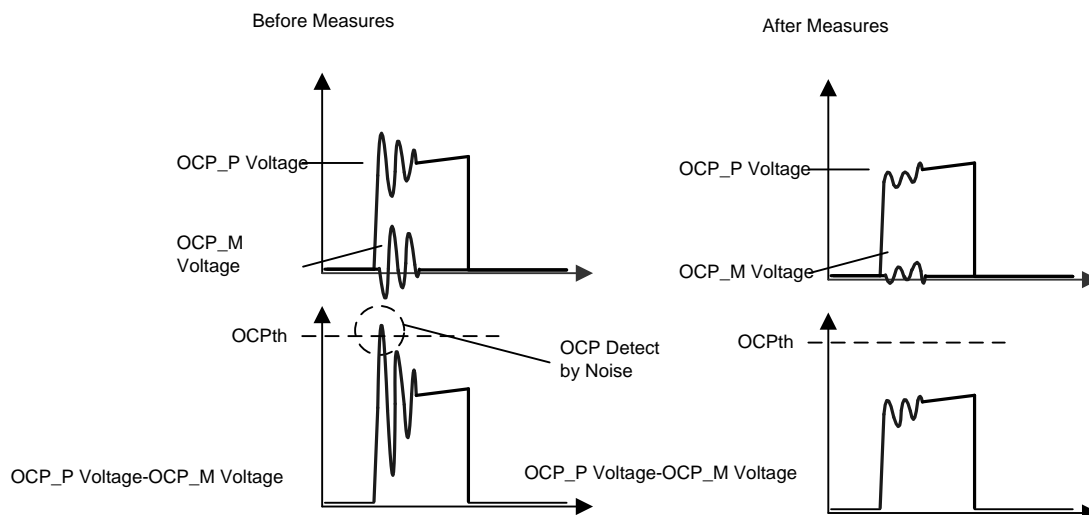 Before Measures
After Measures
OCP_P Voltage
OCP_M
Voltage
OCP_P Voltage
OCP_M Voltage
OCPth
OCP Detect
by Noise
OCPth
OCP_P Voltage-OCP_M Voltage
OCP_P Voltage-OCP_M Voltage